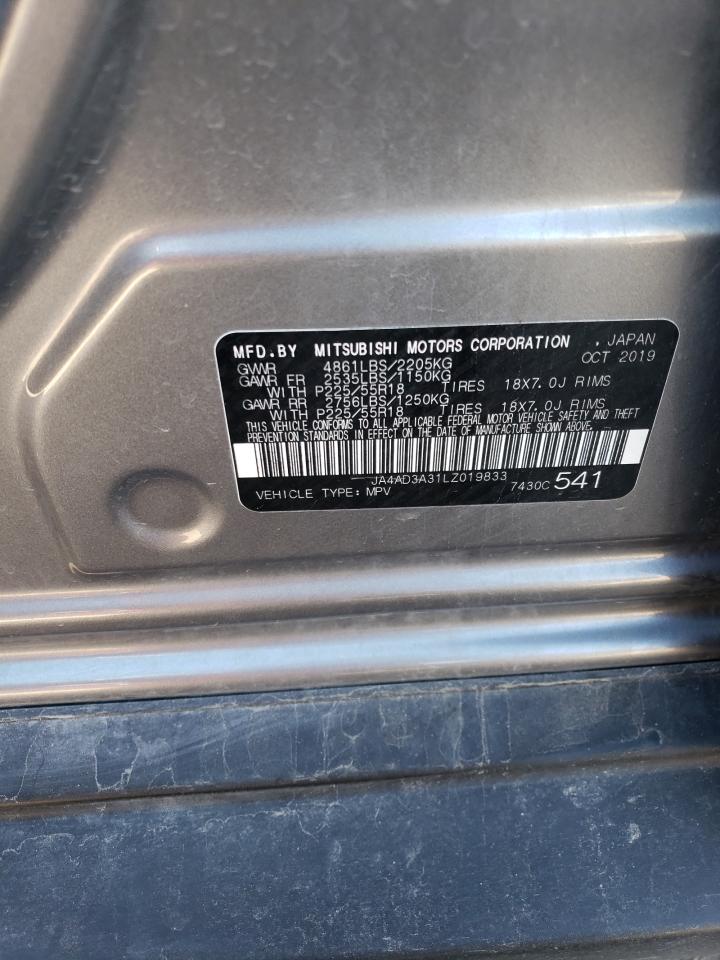 MFD.BY MITSUBISHI MOTORS CORPORATION , JAPAN
GVWR 4861LBS/2205KG OCT 2019
GAWR FR 2535LBS/1150KG
WITH P225/55R18 TIRES 18X7.0J RIMS
GAWR RR 2756LBS/1250KG
WITH P225/55R18 TIRES 18X7.0J RIMS
THIS VEHICLE CONFORMS TO ALL APPLICABLE FEDERAL MOTOR VEHICLE SAFETY AND THEFT
PREVENTION STANDARDS IN EFFECT ON THE DATE OF MANUFACTURE SHOWN ABOVE.
JA4AD3A31LZ019833
VEHICLE TYPE: MPV 7430C 541